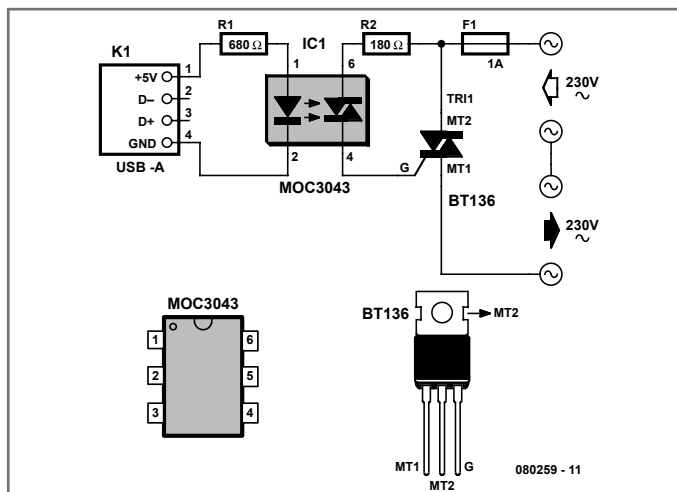 K1
+5V
D–
D+
GND
USB -A
1
2
3
4
R1
680 Ω
IC1
1
2
6
4
MOC3043
R2
180 Ω
F1
1A
TRI1
MT2
G
MT1
BT136
230V
~
230V
~
MOC3043
1
2
3
6
5
4
BT136
MT2
MT1
MT2
G
080259 - 11